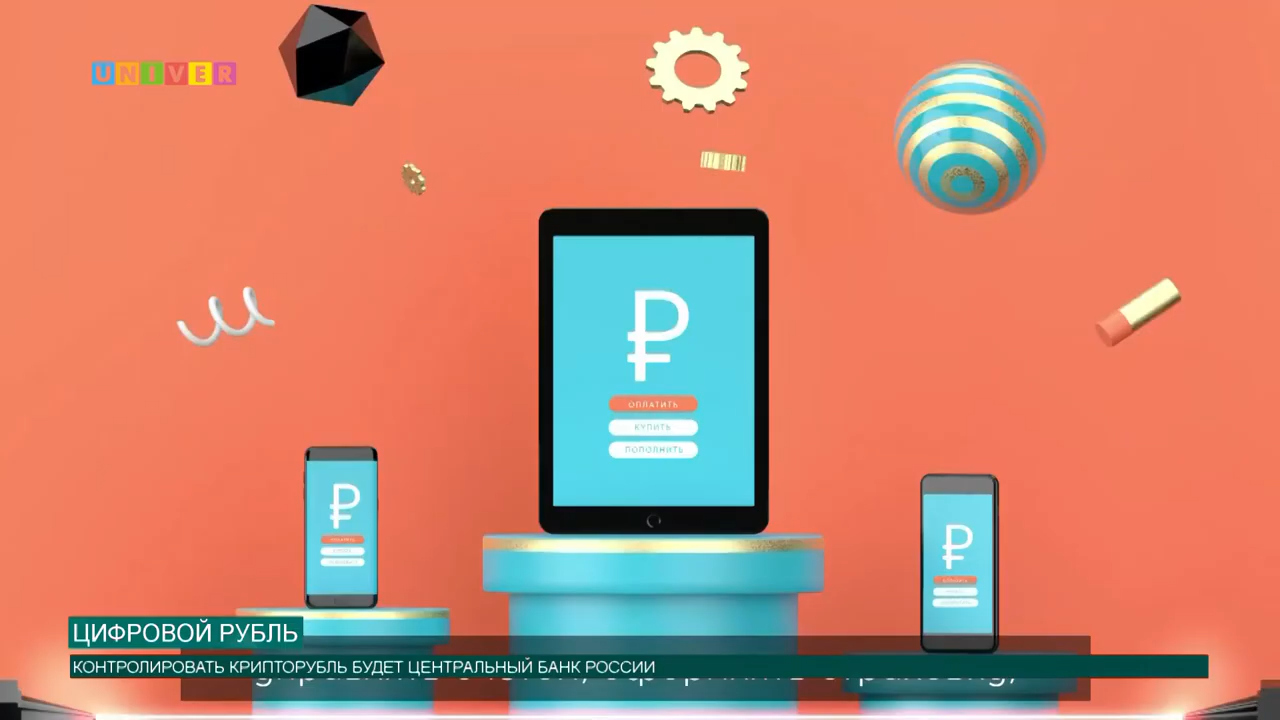 UNIVER
₽
ОПЛАТИТЬ
КУПИТЬ
ПОПОЛНИТЬ
₽
₽
ЦИФРОВОЙ РУБЛЬ
КОНТРОЛИРОВАТЬ КРИПТОРУБЛЬ БУДЕТ ЦЕНТРАЛЬНЫЙ БАНК РОССИИ